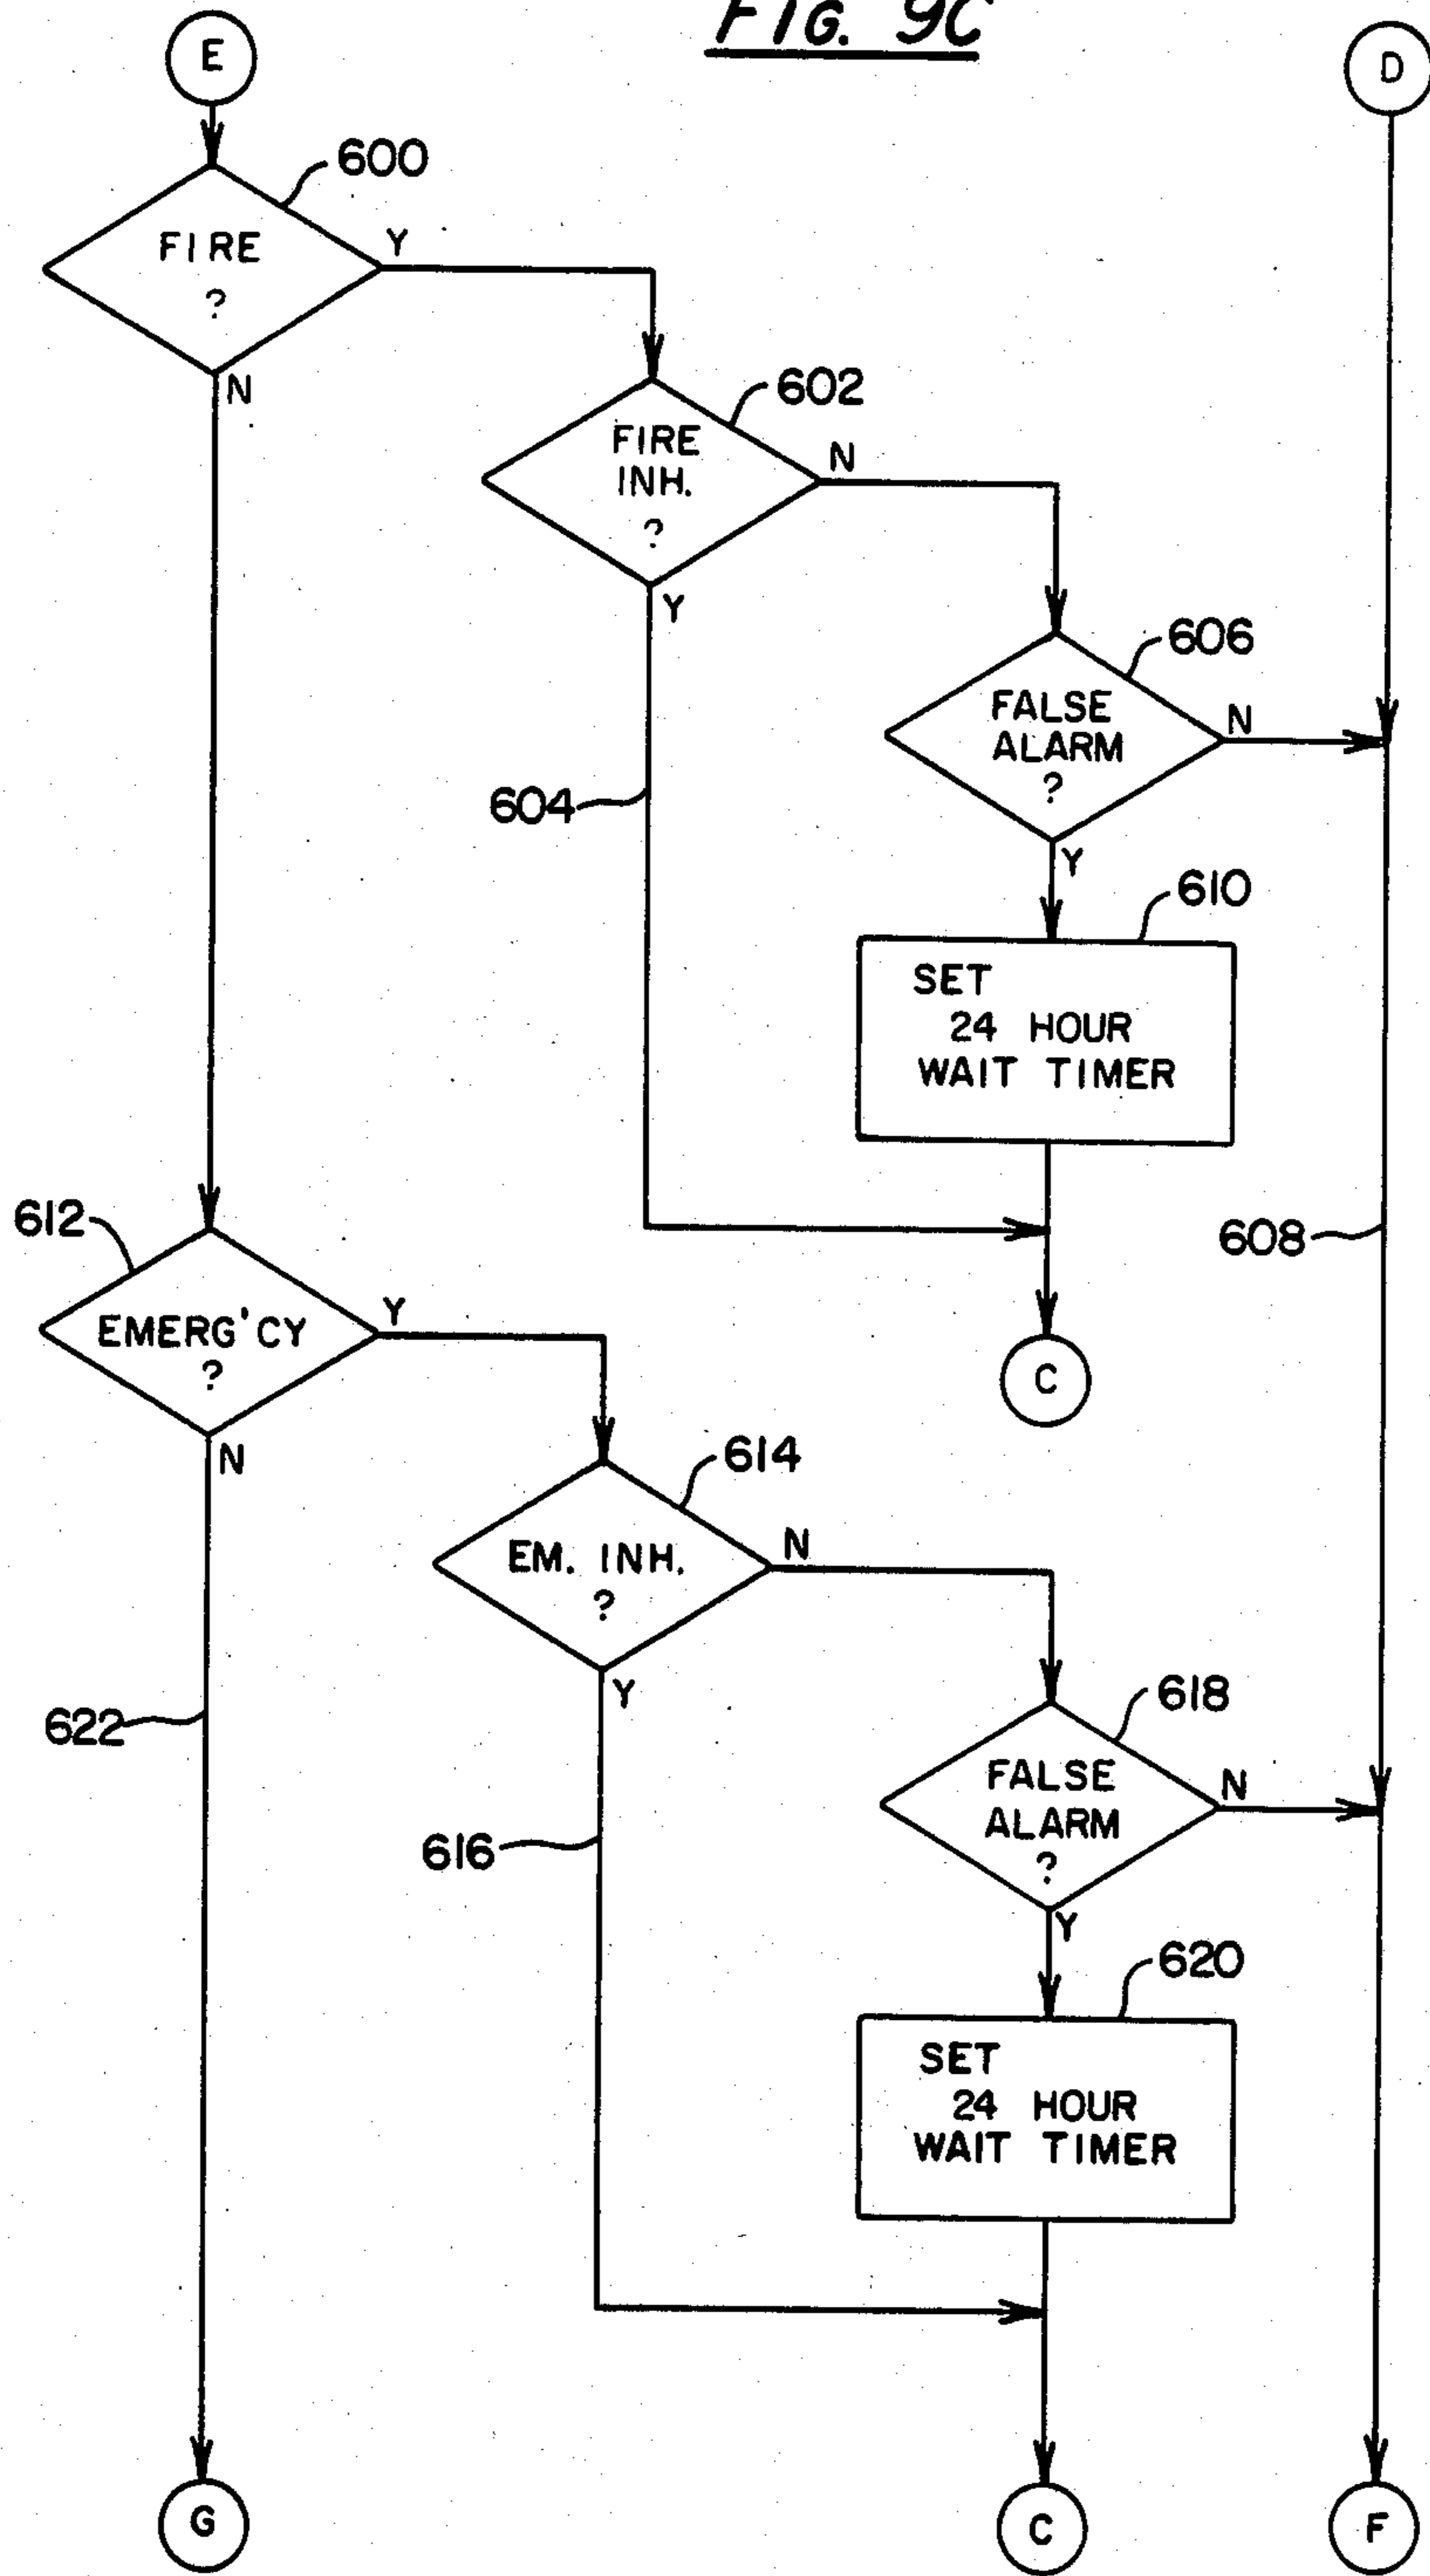 FIG. 9C
E
D
600
FIRE
?
Y
N
602
FIRE
INH.
?
N
Y
604
606
FALSE
ALARM
?
N
Y
610
SET
24 HOUR
WAIT TIMER
608
C
612
EMERG'CY
?
Y
N
614
EM. INH.
?
N
Y
616
622
618
FALSE
ALARM
?
N
Y
620
SET
24 HOUR
WAIT TIMER
G
C
F